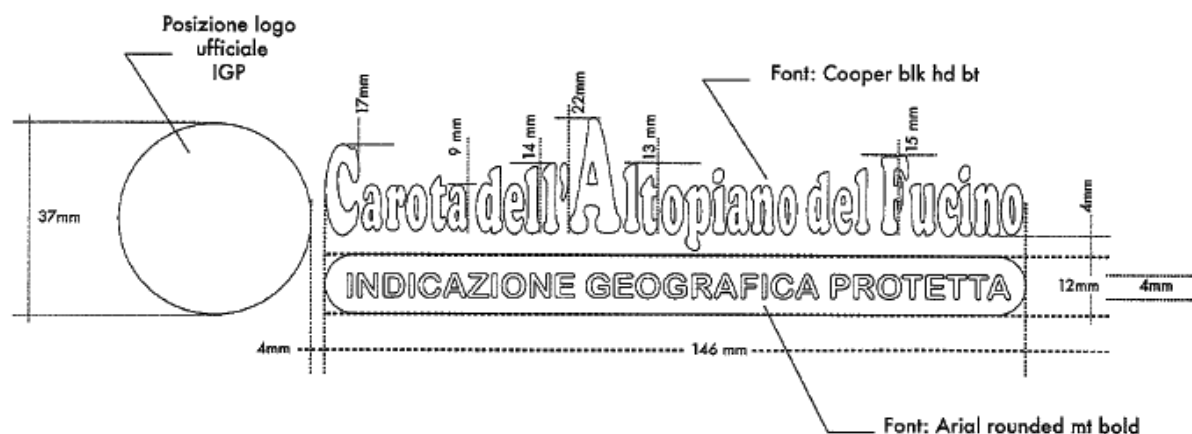 Posizione logo
ufficiale
IGP
Font: Cooper blk hd bt
17mm
9 mm
14 mm
22mm
13 mm
15 mm
37mm
Carota dell'Altopiano del Fucino
4mm
INDICAZIONE GEOGRAFICA PROTETTA
12mm
4mm
4mm
146 mm
Font: Arial rounded mt bold